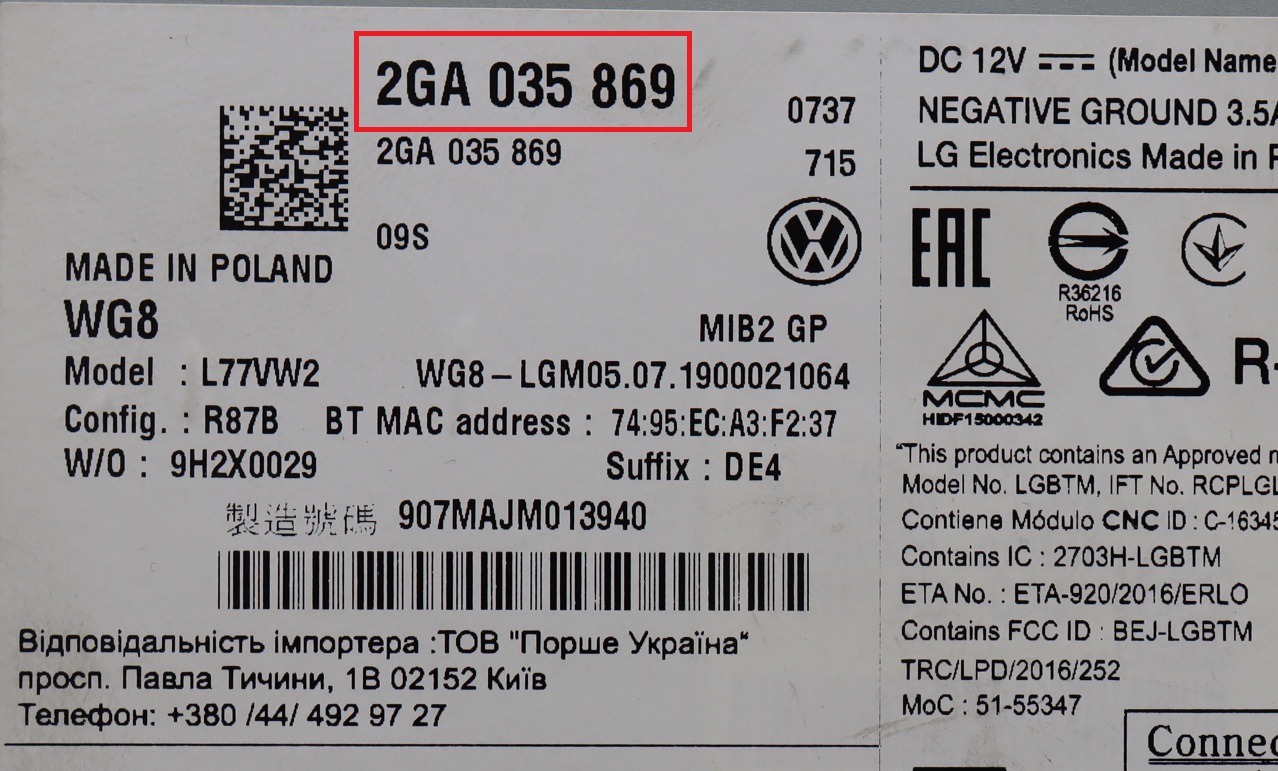 2GA 035 869
2GA 035 869
0737
715
09S
MADE IN POLAND
WG8
MIB2 GP
Model : L77VW2
WG8-LGM05.07.1900021064
Config. : R87B
BT MAC address : 74:95:EC:A3:F2:37
W/O : 9H2X0029
Suffix : DE4
製造號碼 907MAJM013940
Відповідальність імпортера :ТОВ "Порше Україна“
просп. Павла Тичини, 1В 02152 Київ
Телефон: +380 /44/ 492 97 27
DC 12V (Model Name
NEGATIVE GROUND 3.5A
LG Electronics Made in
EAC
R36216
RoHS
MCMC
HIDF15000342
R-
“This product contains an Approved
Model No. LGBTM, IFT No. RCPLGL
Contiene Módulo CNC ID : C-16348
Contains IC : 2703H-LGBTM
ETA No. : ETA-920/2016/ERLO
Contains FCC ID : BEJ-LGBTM
TRC/LPD/2016/252
MoC : 51-55347
Connec